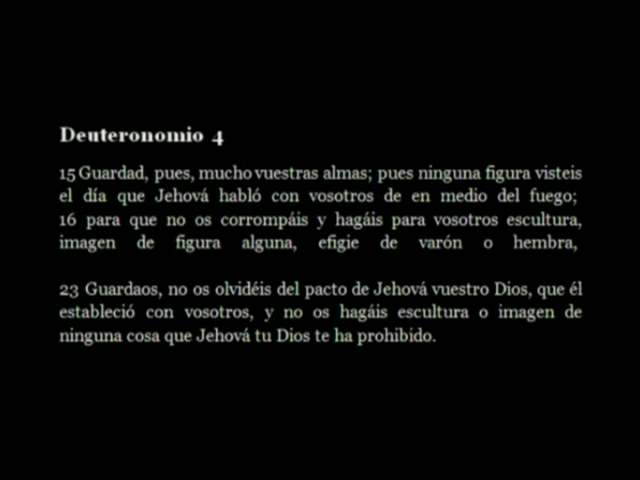 Deuteronomio 4
15 Guardad, pues, mucho vuestras almas; pues ninguna figura visteis
el día que Jehová habló con vosotros de en medio del fuego;
16 para que no os corrompáis y hagáis para vosotros escultura,
imagen de figura alguna, efigie de varón o hembra,
23 Guardaos, no os olvidéis del pacto de Jehová vuestro Dios, que él
estableció con vosotros, y no os hagáis escultura o imagen de
ninguna cosa que Jehová tu Dios te ha prohibido.